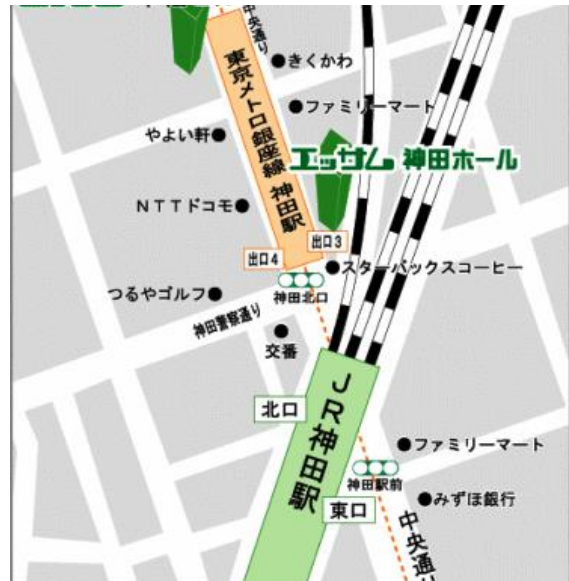 中央通り
きくかわ
東京メトロ銀座線 神田駅
ファミリーマート
やよい軒
エッサム 神田ホール
NTTドコモ
出口3
出口4
スターバックスコーヒー
神田北口
つるやゴルフ
神田警察通り
交番
JR神田駅
北口
ファミリーマート
神田駅前
みずほ銀行
東口
中央通り